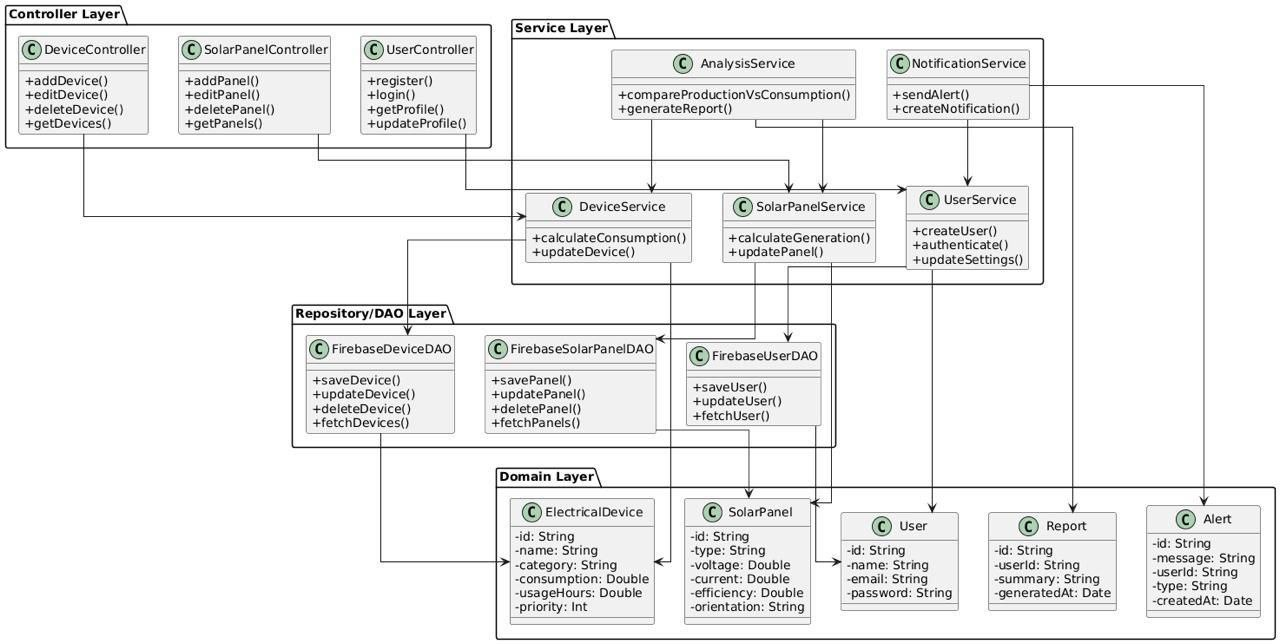 Controller Layer
C DeviceController
+addDevice()
+editDevice()
+deleteDevice()
+getDevices()
C SolarPanelController
+addPanel()
+editPanel()
+deletePanel()
+getPanels()
C UserController
+register()
+login()
+getProfile()
+updateProfile()
Service Layer
C AnalysisService
+compareProductionVsConsumption()
+generateReport()
C NotificationService
+sendAlert()
+createNotification()
C DeviceService
+calculateConsumption()
+updateDevice()
C SolarPanelService
+calculateGeneration()
+updatePanel()
C UserService
+createUser()
+authenticate()
+updateSettings()
Repository/DAO Layer
C FirebaseDeviceDAO
+saveDevice()
+updateDevice()
+deleteDevice()
+fetchDevices()
C FirebaseSolarPanelDAO
+savePanel()
+updatePanel()
+deletePanel()
+fetchPanels()
C FirebaseUserDAO
+saveUser()
+updateUser()
+fetchUser()
Domain Layer
C ElectricalDevice
-id: String
-name: String
-category: String
-consumption: Double
-usageHours: Double
-priority: Int
C SolarPanel
-id: String
-type: String
-voltage: Double
-current: Double
-efficiency: Double
-orientation: String
C User
-id: String
-name: String
-email: String
-password: String
C Report
-id: String
-userId: String
-summary: String
-generatedAt: Date
C Alert
-id: String
-message: String
-userId: String
-type: String
-createdAt: Date